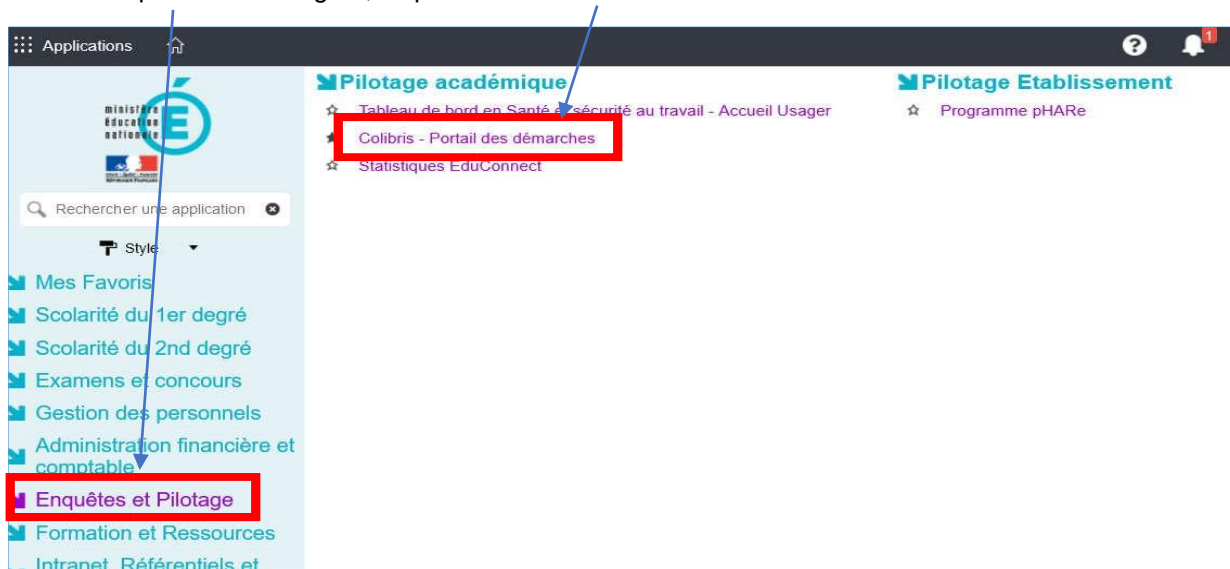 Applications
1
ministère
éducation
nationale
Rechercher une application
Style
Mes Favoris
Scolarité du 1er degré
Scolarité du 2nd degré
Examens et concours
Gestion des personnels
Administration financière et
comptable
Enquêtes et Pilotage
Formation et Ressources
Intranet, Référentiels et
Pilotage académique
Tableau de bord en Santé et sécurité au travail - Accueil Usager
Colibris - Portail des démarches
Statistiques EduConnect
Pilotage Etablissement
Programme pHARe